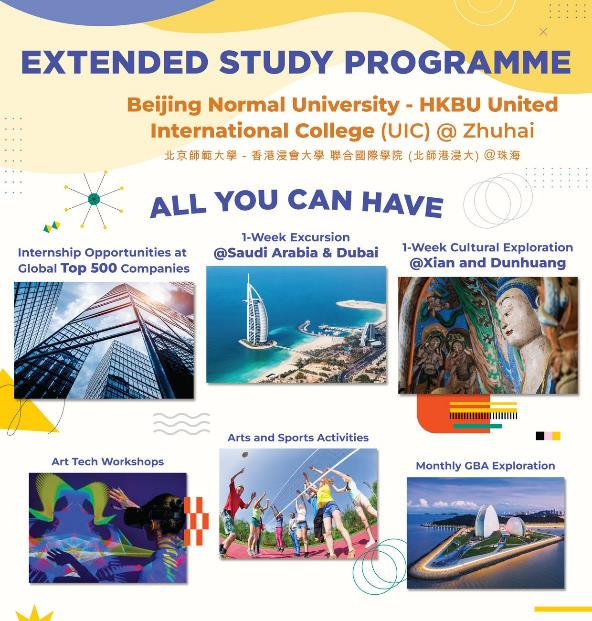 EXTENDED STUDY PROGRAMME
Beijing Normal University - HKBU United
International College (UIC) @ Zhuhai
北京師範大學 - 香港浸會大學 聯合國際學院 (北師港浸大) @珠海
ALL YOU CAN HAVE
Internship Opportunities at
Global Top 500 Companies
1-Week Excursion
@Saudi Arabia & Dubai
1-Week Cultural Exploration
@Xian and Dunhuang
Art Tech Workshops
Arts and Sports Activities
Monthly GBA Exploration